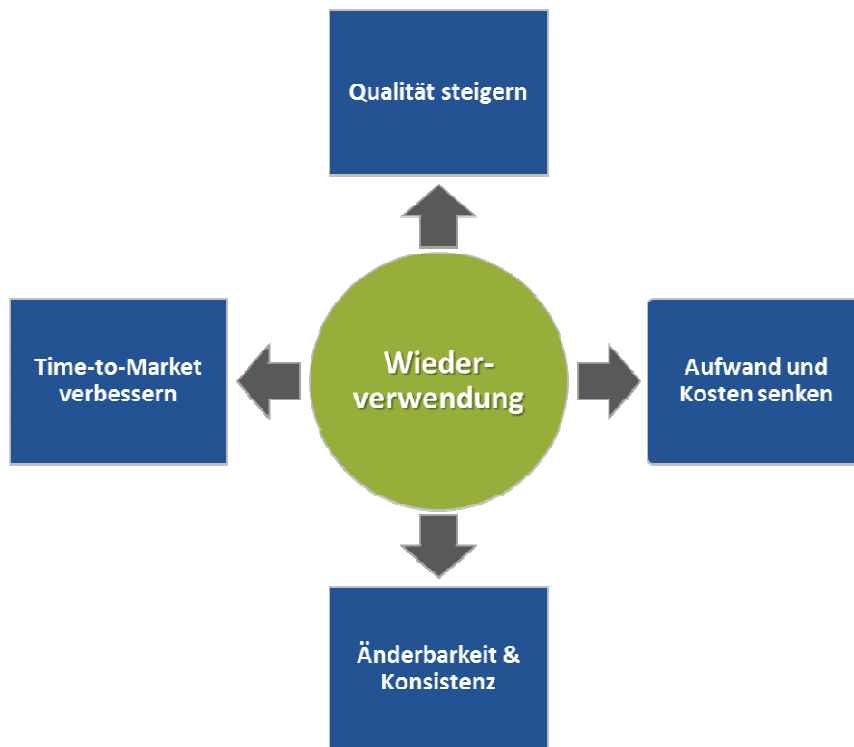 Qualität steigern
Time-to-Market
verbessern
Wieder-
verwendung
Aufwand und
Kosten senken
Änderbarkeit &
Konsistenz